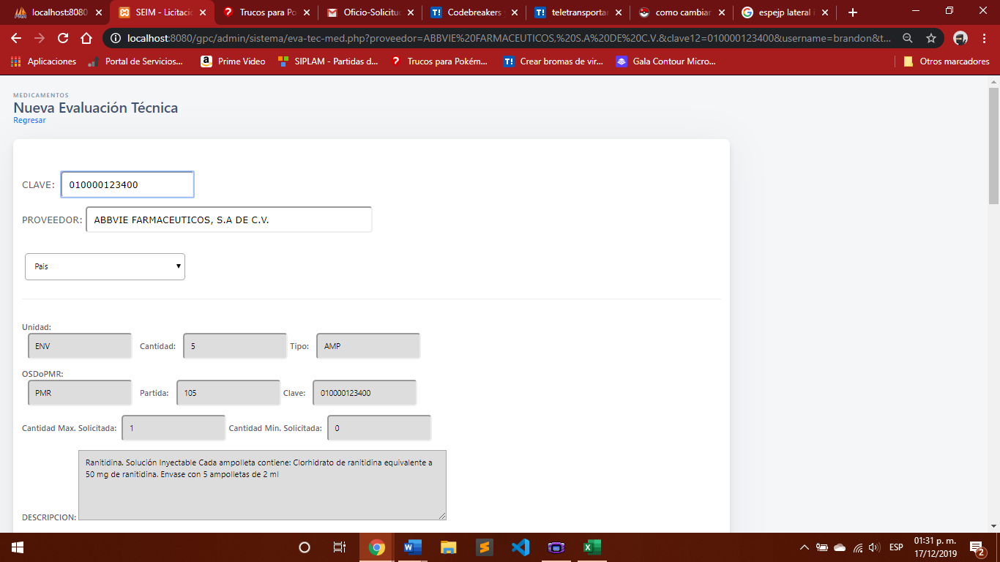 localhost:8080
SEIM - Licitacio
Trucos para Po
Oficio-Solicitud
Codebreakers y
teletransportar
como cambiar
espejp lateral i
localhost:8080/gpc/admin/sistema/eva-tec-med.php?proveedor=ABBVIE%20FARMACEUTICOS,%20S.A%20DE%20C.V.&clave12=010000123400&username=brandon&t...
Aplicaciones
Portal de Servicios...
Prime Video
SIPLAM - Partidas d...
Trucos para Pokém...
Crear bromas de vir...
Gala Contour Micro...
Otros marcadores
MEDICAMENTOS
Nueva Evaluación Técnica
Regresar
CLAVE: 010000123400
PROVEEDOR: ABBVIE FARMACEUTICOS, S.A DE C.V.
Pais
Unidad:
ENV Cantidad: 5 Tipo: AMP
OSDoPMR:
PMR Partida: 105 Clave: 010000123400
Cantidad Max. Solicitada: 1 Cantidad Min. Solicitada: 0
Ranitidina. Solución Inyectable Cada ampolleta contiene: Clorhidrato de ranitidina equivalente a
50 mg de ranitidina. Envase con 5 ampolletas de 2 ml
DESCRIPCION:
ESP
01:31 p. m.
17/12/2019
2